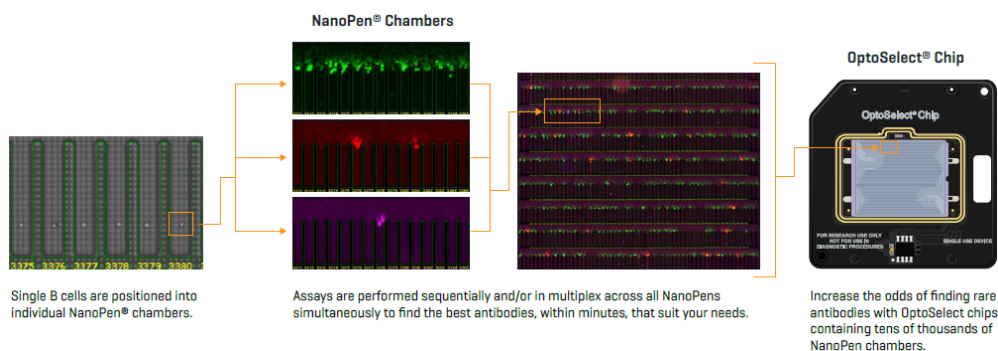 NanoPen® Chambers
OptoSelect® Chip
OptoSelect® Chip
3375 3376 3377 3378 3379 3380
FOR RESEARCH USE ONLY
NOT FOR USE IN
DIAGNOSTIC PROCEDURES
SINGLE USE DEVICE
Single B cells are positioned into
individual NanoPen® chambers.
Assays are performed sequentially and/or in multiplex across all NanoPens
simultaneously to find the best antibodies, within minutes, that suit your needs.
Increase the odds of finding rare
antibodies with OptoSelect chips
containing tens of thousands of
NanoPen chambers.